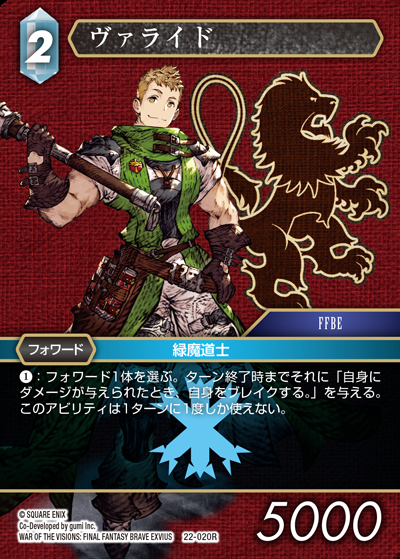 2
ヴァライド
FFBE
フォワード
緑魔道士
❶：フォワード1体を選ぶ。ターン終了時までそれに「自身に
ダメージが与えられたとき、自身をブレイクする。」を与える。
このアビリティは1ターンに1度しか使えない。
© SQUARE ENIX
Co-Developed by gumi Inc.
WAR OF THE VISIONS: FINAL FANTASY BRAVE EXVIUS
22-020R
5000